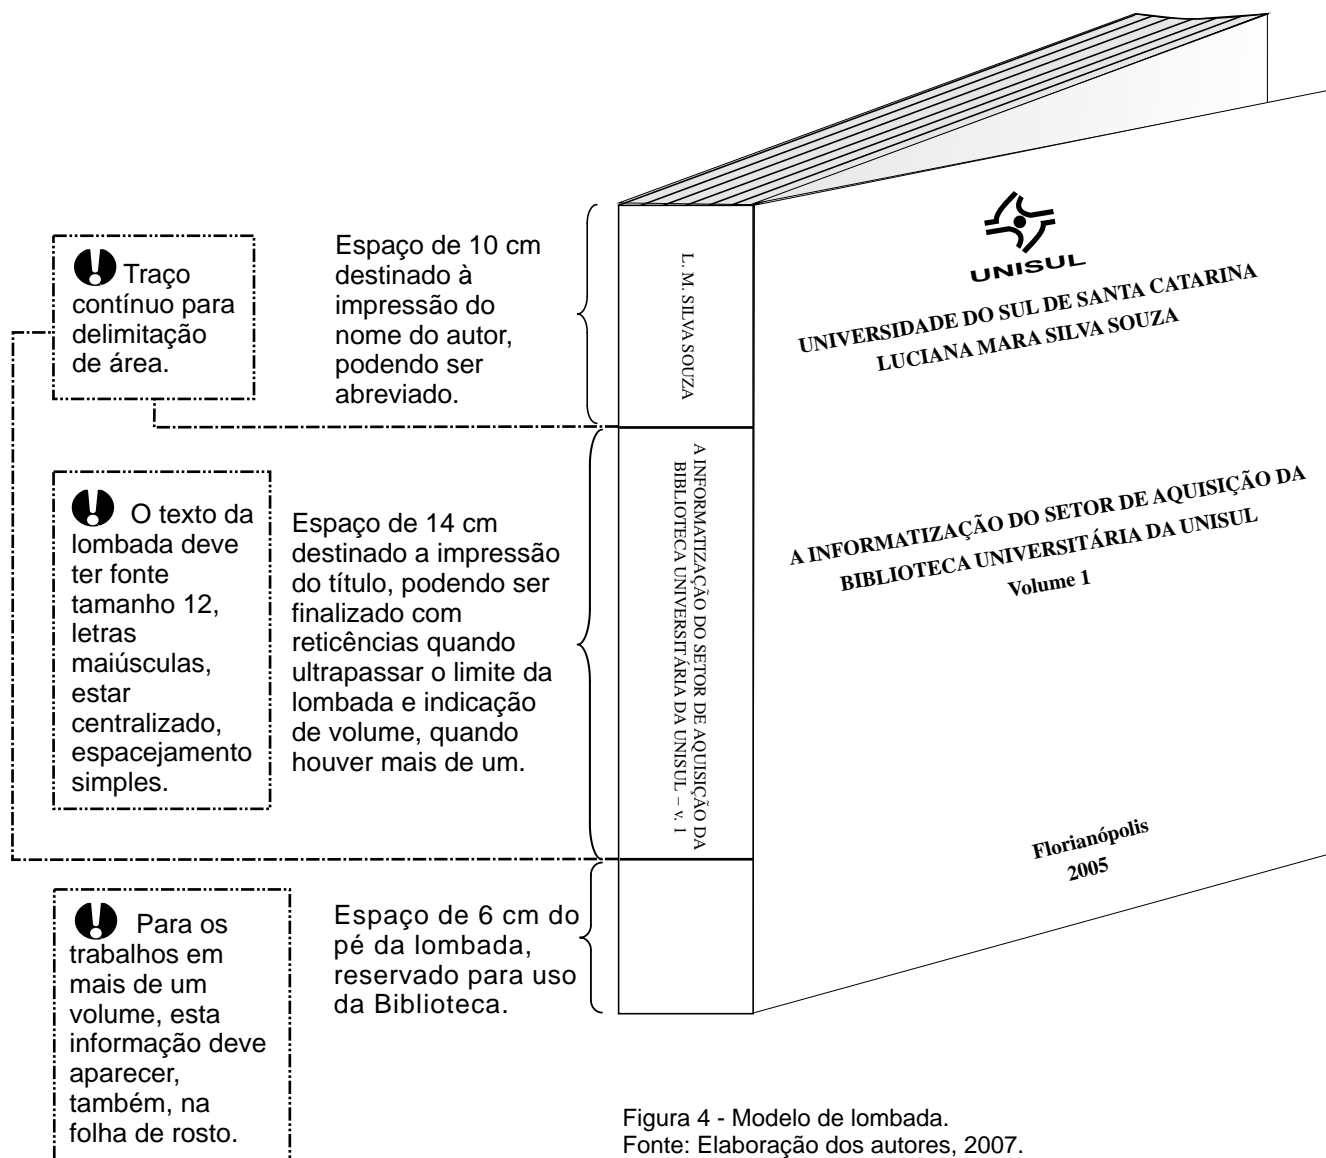 Traço
contínuo para
delimitação
de área.
Espaço de 10 cm
destinado à
impressão do
nome do autor,
podendo ser
abreviado.
O texto da
lombada deve
ter fonte
tamanho 12,
letras
maiúsculas,
estar
centralizado,
espacejamento
simples.
Espaço de 14 cm
destinado a impressão
do título, podendo ser
finalizado com
reticências quando
ultrapassar o limite da
lombada e indicação
de volume, quando
houver mais de um.
Para os
trabalhos em
mais de um
volume, esta
informação deve
aparecer,
também, na
folha de rosto.
Espaço de 6 cm do
pé da lombada,
reservado para uso
da Biblioteca.
L. M. SILVA SOUZA
A INFORMATIZAÇÃO DO SETOR DE AQUISIÇÃO DA
BIBLIOTECA UNIVERSITÁRIA DA UNISUL – v. 1
UNISUL
UNIVERSIDADE DO SUL DE SANTA CATARINA
LUCIANA MARA SILVA SOUZA
A INFORMATIZAÇÃO DO SETOR DE AQUISIÇÃO DA
BIBLIOTECA UNIVERSITÁRIA DA UNISUL
Volume 1
Florianópolis
2005
Figura 4 - Modelo de lombada.
Fonte: Elaboração dos autores, 2007.